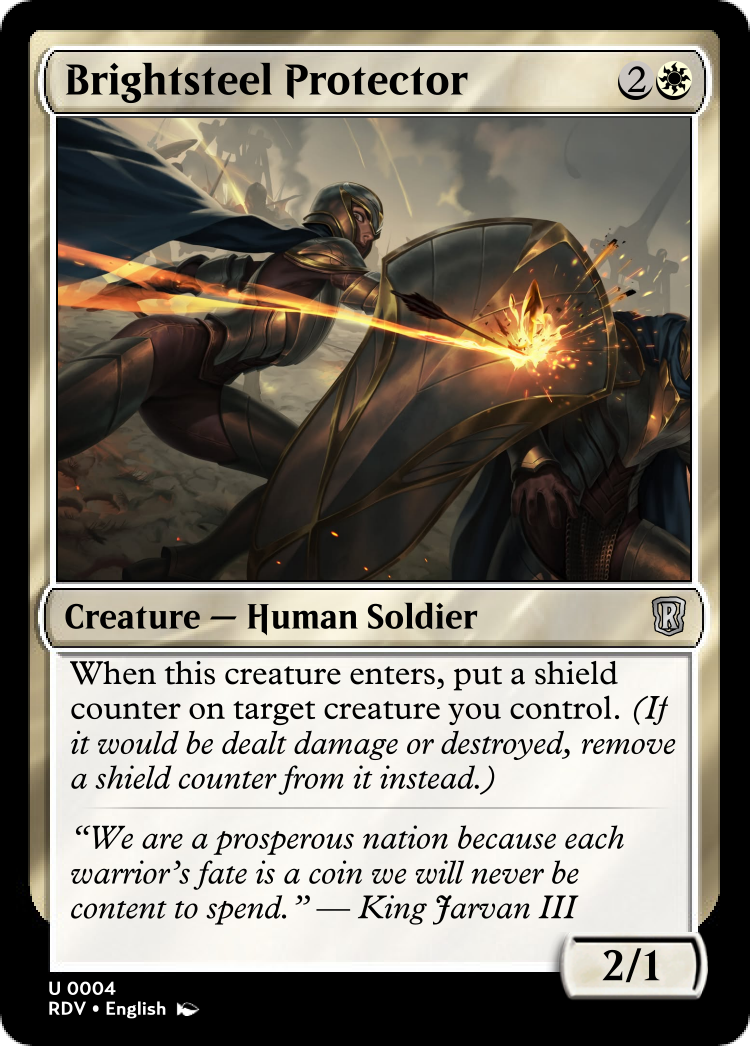 Brightsteel Protector
2
Creature — Human Soldier
R
When this creature enters, put a shield
counter on target creature you control. (If
it would be dealt damage or destroyed, remove
a shield counter from it instead.)
“We are a prosperous nation because each
warrior’s fate is a coin we will never be
content to spend.” — King Jarvan III
2/1
U 0004
RDV • English